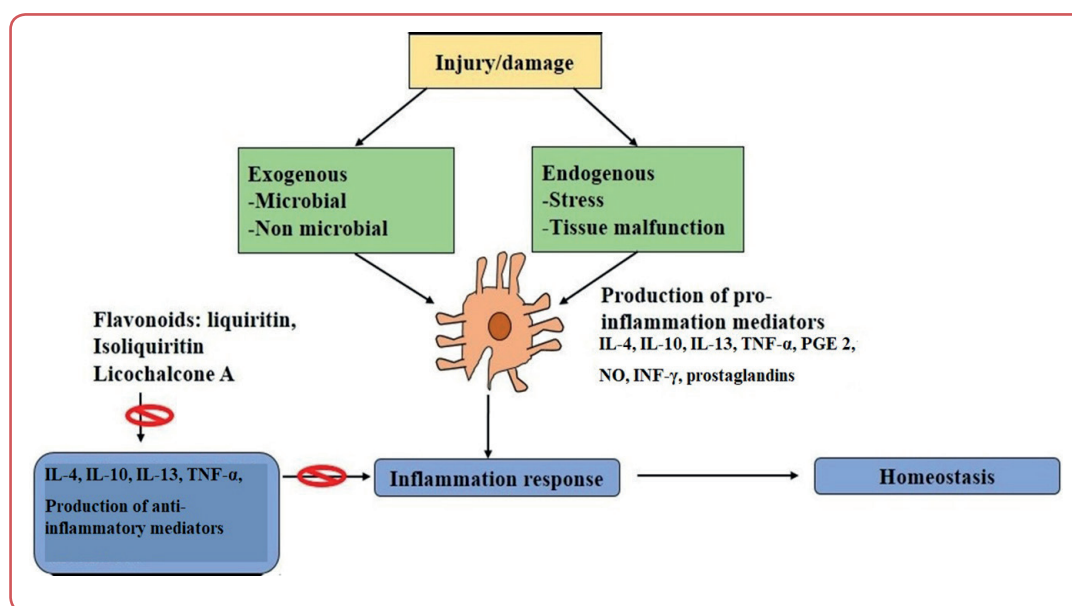 Injury/damage
Exogenous
-Microbial
-Non microbial
Endogenous
-Stress
-Tissue malfunction
Flavonoids: liquiritin,
Isoliquiritin
Licochalcone A
Production of pro-
inflammation mediators
IL-4, IL-10, IL-13, TNF-α, PGE 2,
NO, INF-γ, prostaglandins
IL-4, IL-10, IL-13, TNF-α,
Production of anti-
inflammatory mediators
Inflammation response
Homeostasis